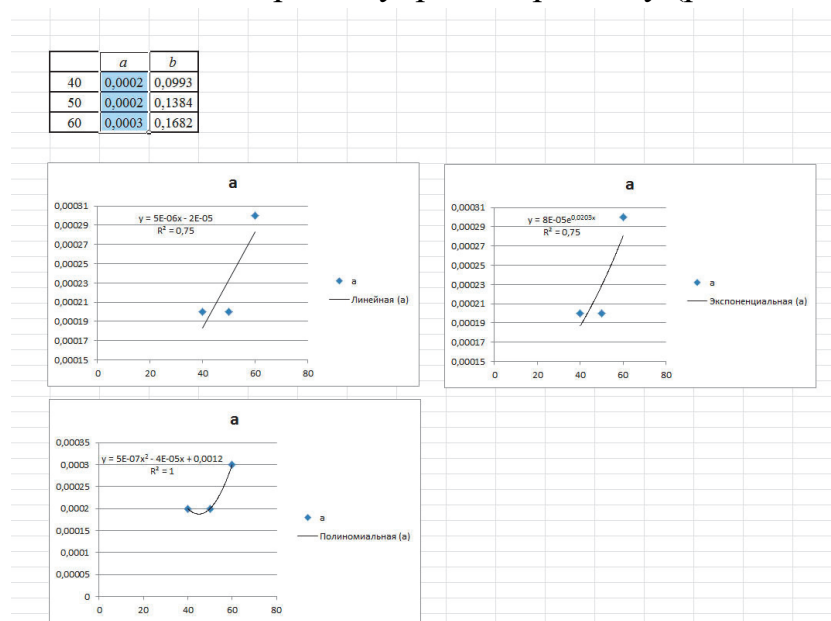 a b
40 0,0002 0,0993
50 0,0002 0,1384
60 0,0003 0,1682
a
0,00031
0,00029
0,00027
0,00025
0,00023
0,00021
0,00019
0,00017
0,00015
y = 5E-06x - 2E-05
R² = 0,75
0 20 40 60 80
a
Линейная (a)
a
0,00031
0,00029
0,00027
0,00025
0,00023
0,00021
0,00019
0,00017
0,00015
y = 8E-05e^0,0203x
R² = 0,75
0 20 40 60 80
a
Экспоненциальная (a)
a
0,00035
0,0003
0,00025
0,0002
0,00015
0,0001
0,00005
0
y = 5E-07x² - 4E-05x + 0,0012
R² = 1
0 20 40 60 80
a
Полиномиальная (a)